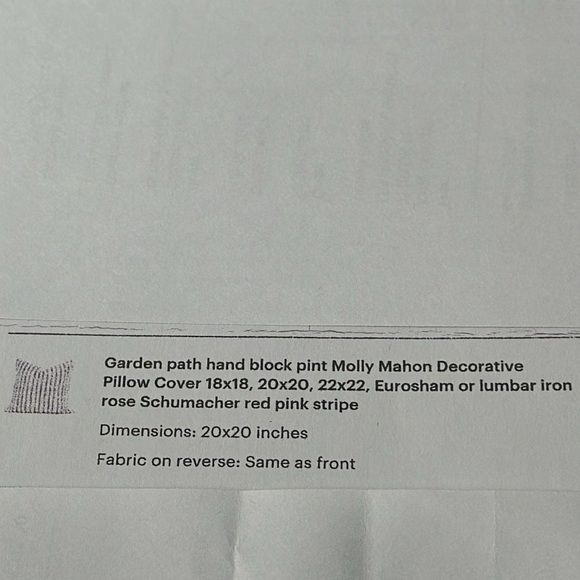 Garden path hand block pint Molly Mahon Decorative
Pillow Cover 18x18, 20x20, 22x22, Eurosham or lumbar iron
rose Schumacher red pink stripe
Dimensions: 20x20 inches
Fabric on reverse: Same as front